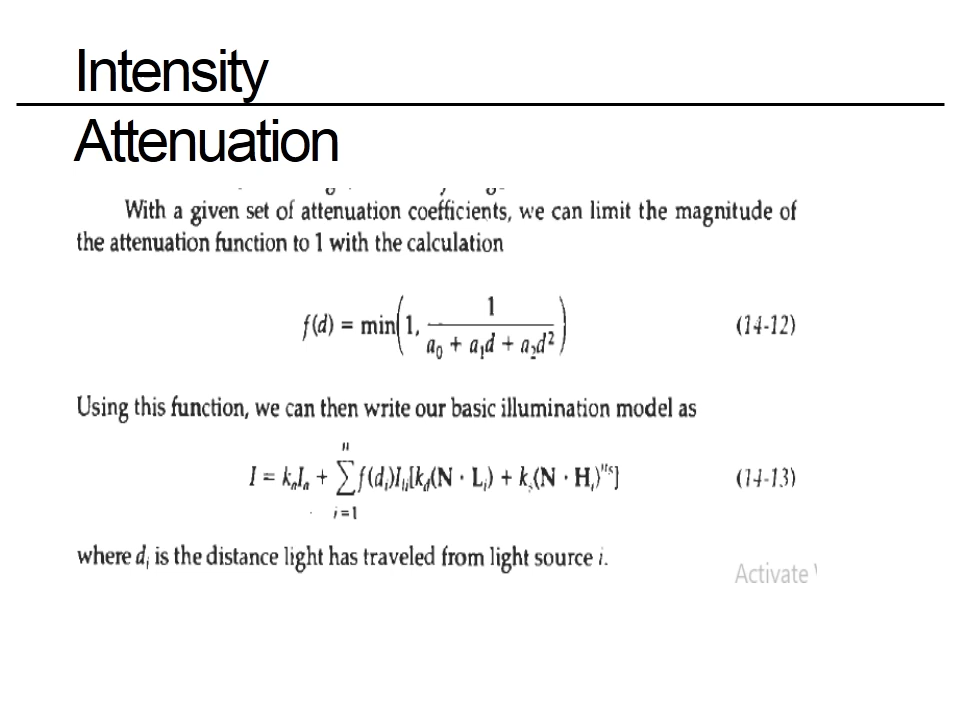 Intensity
Attenuation
With a given set of attenuation coefficients, we can limit the magnitude of
the attenuation function to 1 with the calculation
f(d) = min(1, 1 / (a₀ + a₁d + a₂d²)) (14-12)
Using this function, we can then write our basic illumination model as
I = kₐIₐ + ∑ⁿᵢ₌₁ f(dᵢ)Iₗᵢ[k_d(N · Lᵢ) + kₛ(N · Hᵢ)^nₛ] (14-13)
where dᵢ is the distance light has traveled from light source i.
Activate